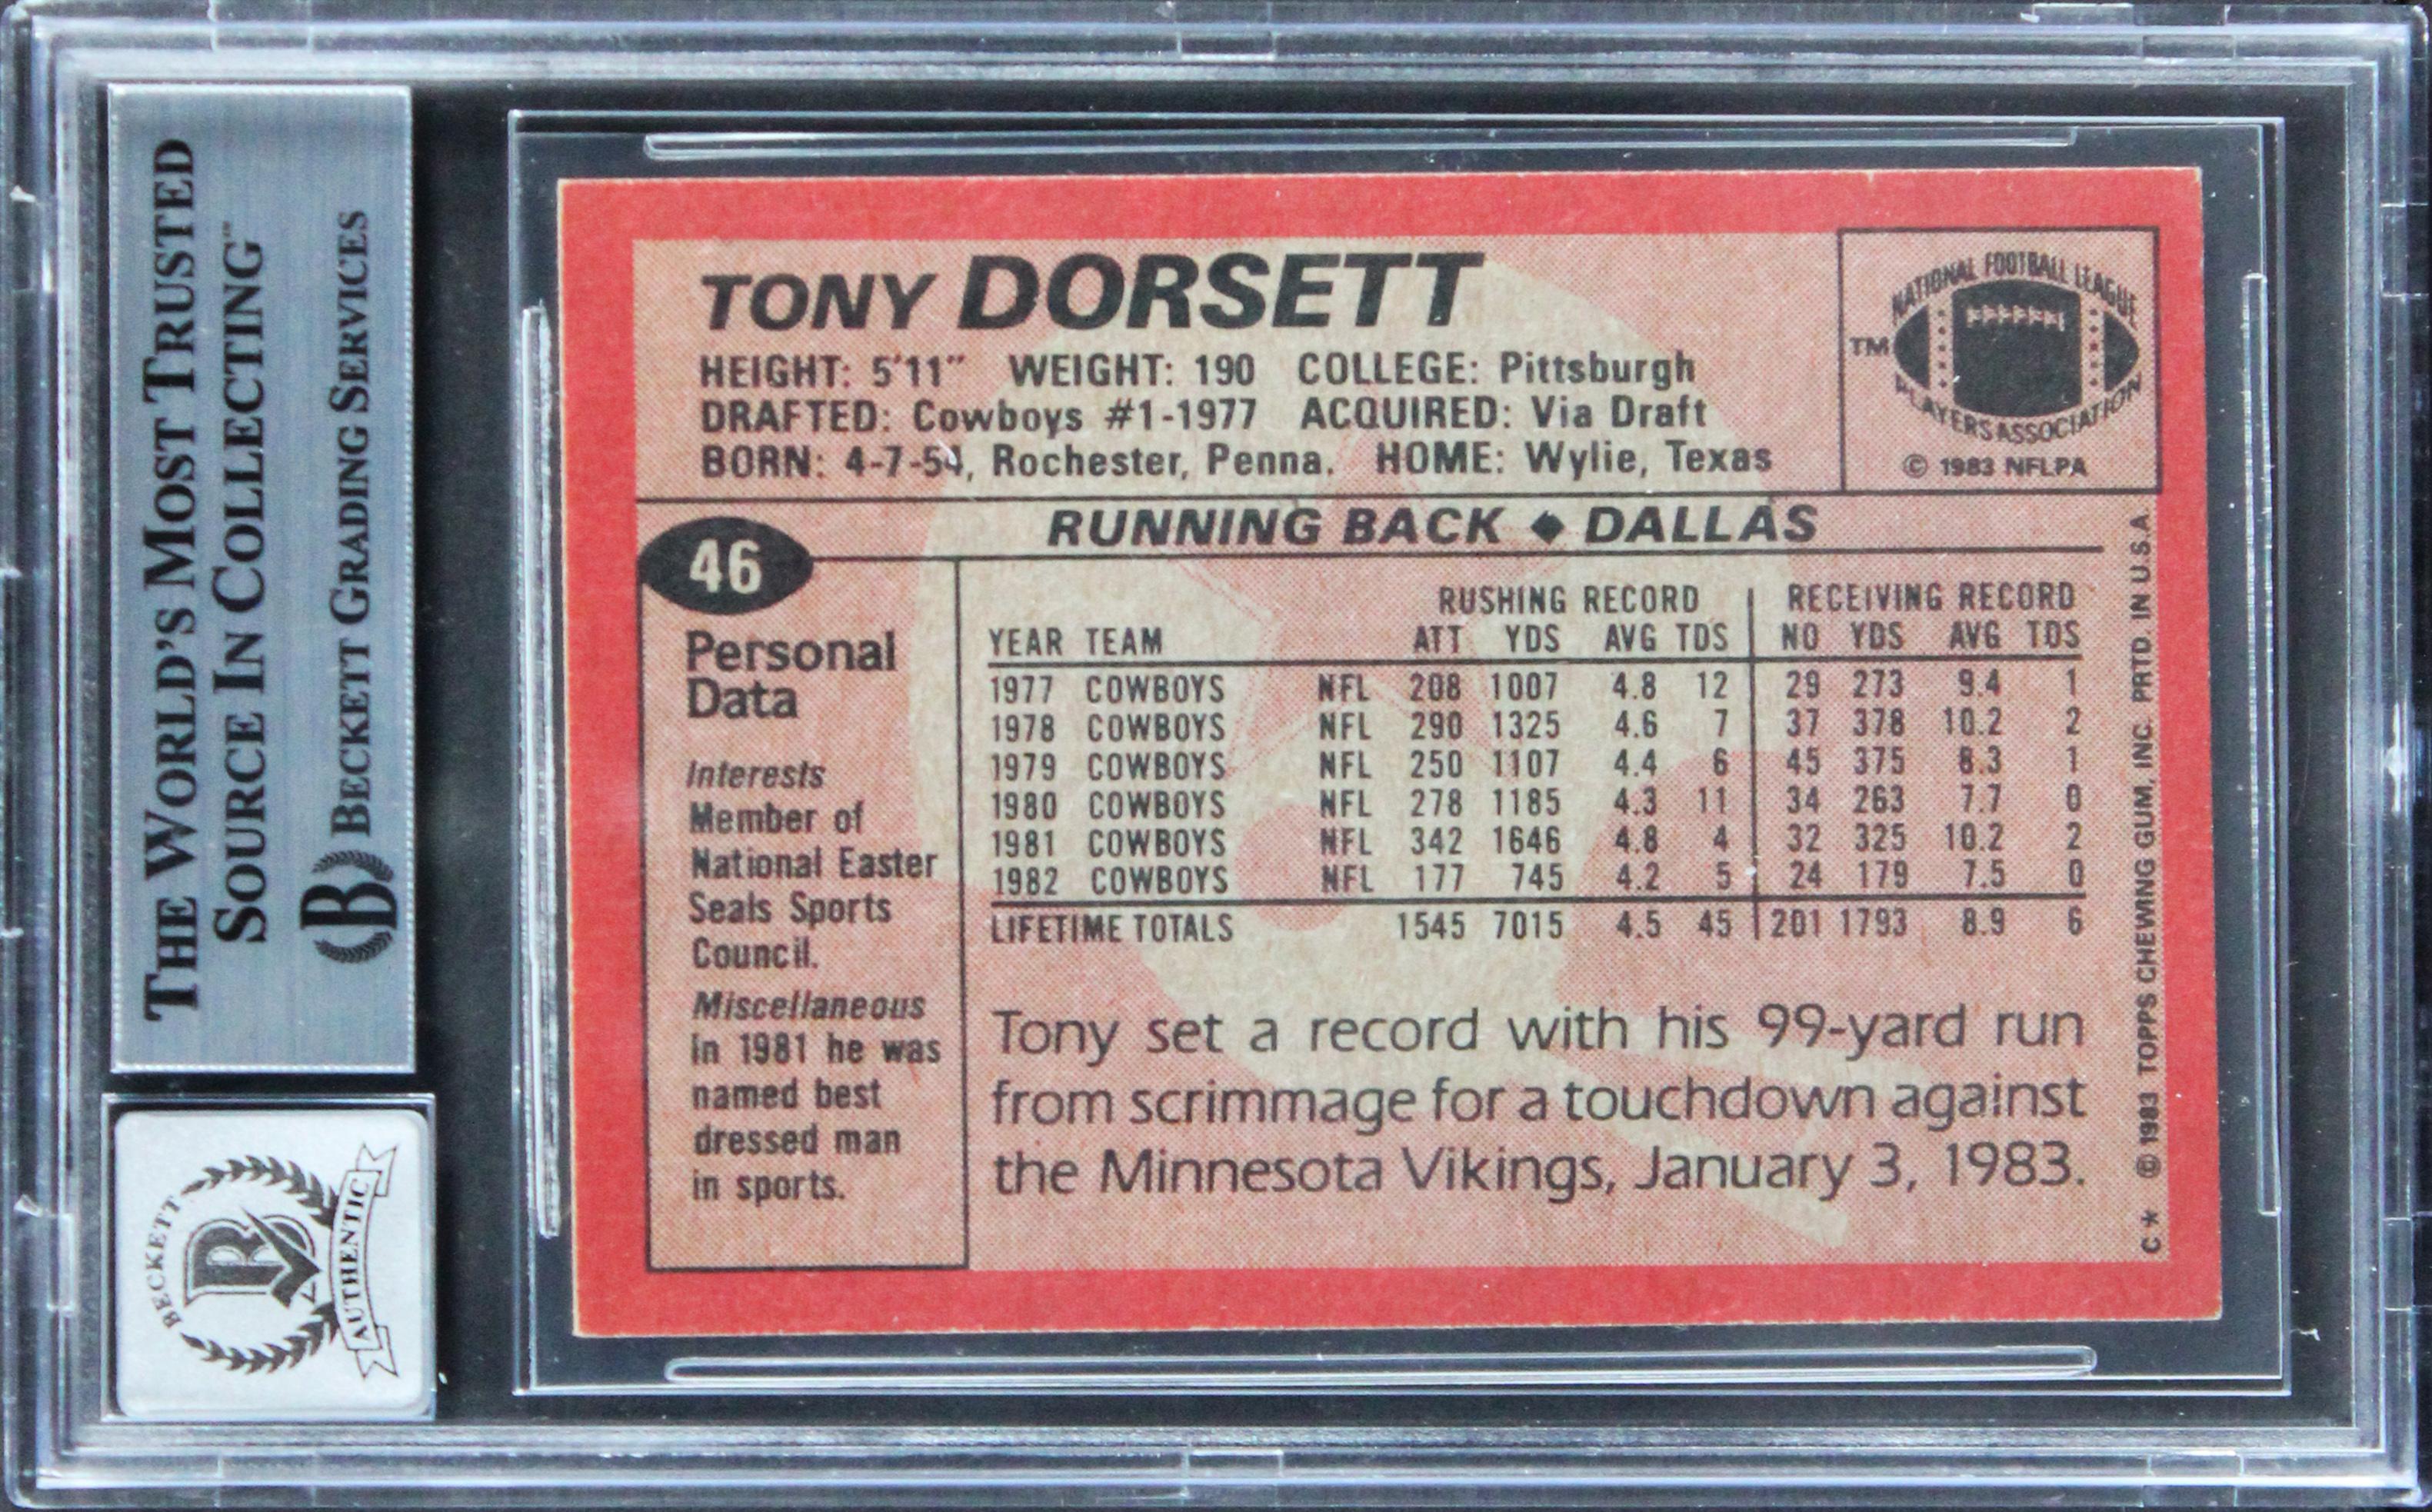 THE WORLD'S MOST TRUSTED
SOURCE IN COLLECTING™
B BECKETT GRADING SERVICES
BECKETT
B
AUTHENTIC
TONY DORSETT
HEIGHT: 5'11" WEIGHT: 190 COLLEGE: Pittsburgh
DRAFTED: Cowboys #1-1977 ACQUIRED: Via Draft
BORN: 4-7-54, Rochester, Penna. HOME: Wylie, Texas
NATIONAL FOOTBALL LEAGUE
TM
PLAYERS ASSOCIATION
© 1983 NFLPA
RUNNING BACK ◆ DALLAS
46
Personal
Data
Interests
Member of
National Easter
Seals Sports
Council.
Miscellaneous
In 1981 he was
named best
dressed man
in sports.
RUSHING RECORD RECEIVING RECORD
YEAR TEAM ATT YDS AVG TDS NO YDS AVG TDS
1977 COWBOYS NFL 208 1007 4.8 12 29 273 9.4 1
1978 COWBOYS NFL 290 1325 4.6 7 37 378 10.2 2
1979 COWBOYS NFL 250 1107 4.4 6 45 375 8.3 1
1980 COWBOYS NFL 278 1185 4.3 11 34 263 7.7 0
1981 COWBOYS NFL 342 1646 4.8 4 32 325 10.2 2
1982 COWBOYS NFL 177 745 4.2 5 24 179 7.5 0
LIFETIME TOTALS 1545 7015 4.5 45 201 1793 8.9 6
Tony set a record with his 99-yard run
from scrimmage for a touchdown against
the Minnesota Vikings, January 3, 1983.
C* © 1983 TOPPS CHEWING GUM, INC. PRTD IN U.S.A.